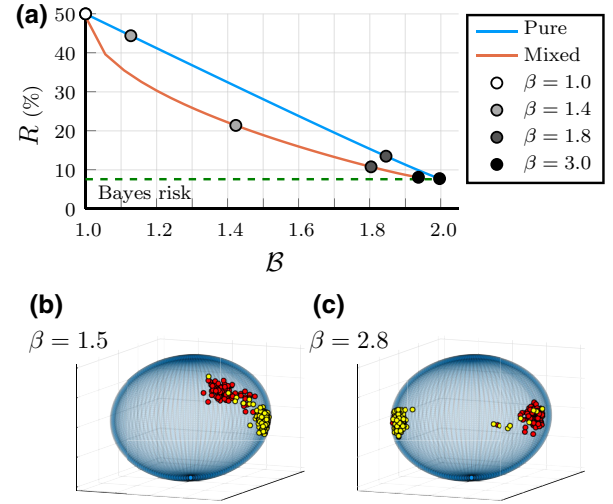 (a)
R (%)
50
40
30
20
10
0
Bayes risk
1.0
1.2
1.4
1.6
1.8
2.0
ℬ
Pure
Mixed
β = 1.0
β = 1.4
β = 1.8
β = 3.0
(b)
β = 1.5
(c)
β = 2.8